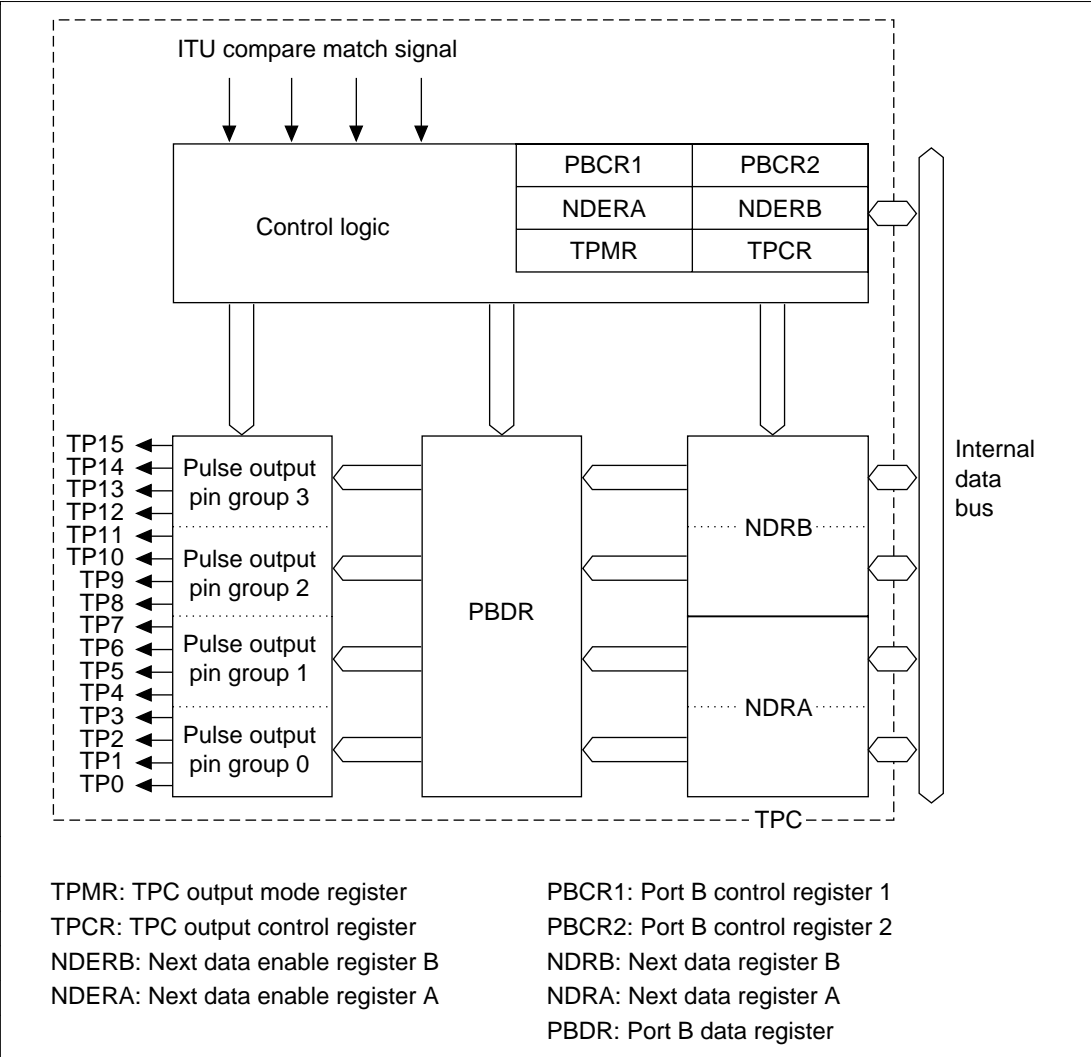 ITU compare match signal
PBCR1 PBCR2
Control logic
NDERA NDERB
TPMR TPCR
TP15
TP14
TP13
TP12
TP11
TP10
TP9
TP8
TP7
TP6
TP5
TP4
TP3
TP2
TP1
TP0
Pulse output
pin group 3
Pulse output
pin group 2
Pulse output
pin group 1
Pulse output
pin group 0
PBDR
NDRB
NDRA
Internal
data
bus
TPC
TPMR: TPC output mode register
TPCR: TPC output control register
NDERB: Next data enable register B
NDERA: Next data enable register A
PBCR1: Port B control register 1
PBCR2: Port B control register 2
NDRB: Next data register B
NDRA: Next data register A
PBDR: Port B data register